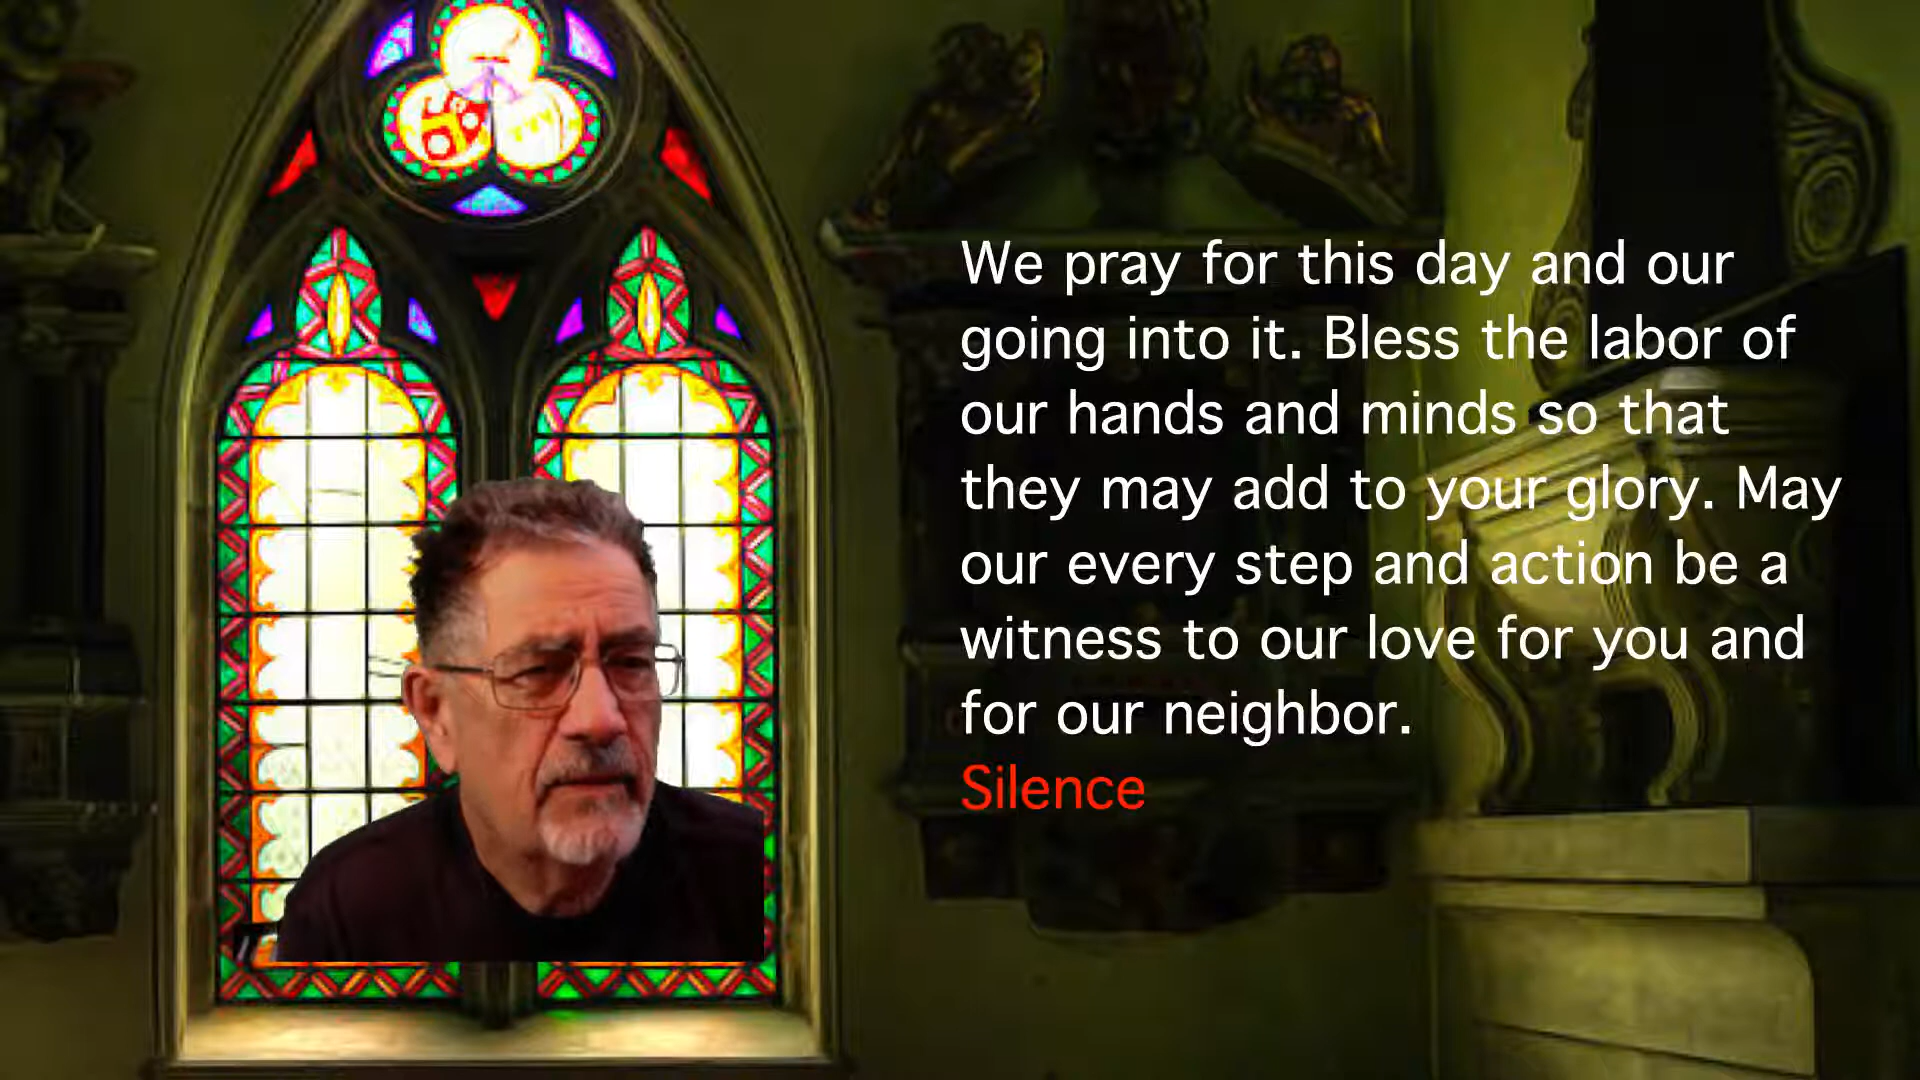 We pray for this day and our
going into it. Bless the labor of
our hands and minds so that
they may add to your glory. May
our every step and action be a
witness to our love for you and
for our neighbor.
Silence